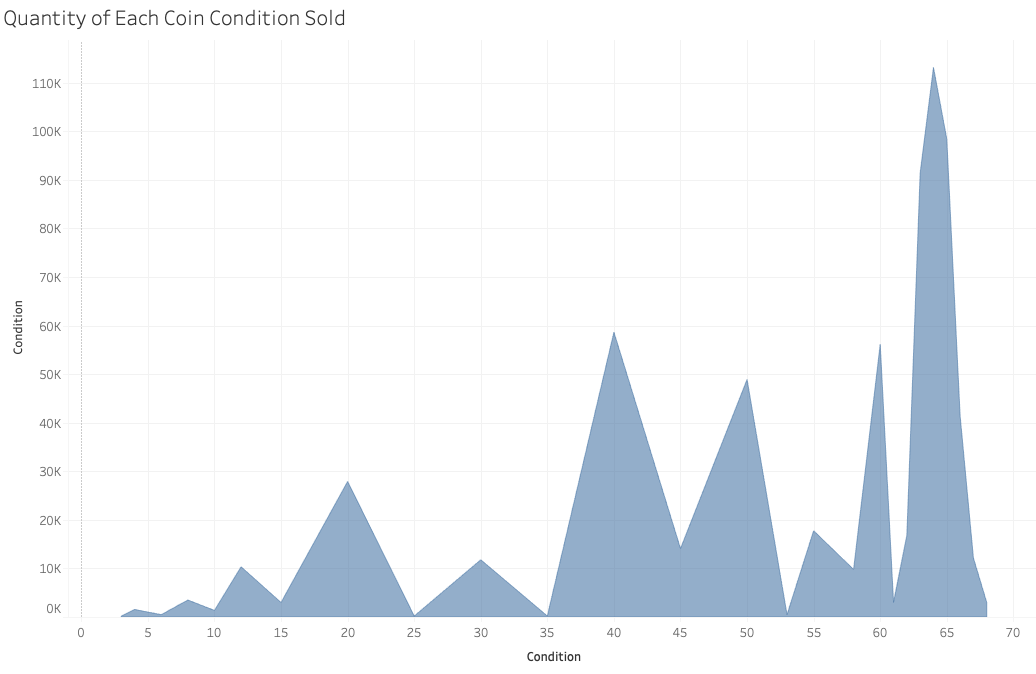 Quantity of Each Coin Condition Sold
110K
100K
90K
80K
70K
60K
50K
40K
30K
20K
10K
0K
Condition
0 5 10 15 20 25 30 35 40 45 50 55 60 65 70
Condition